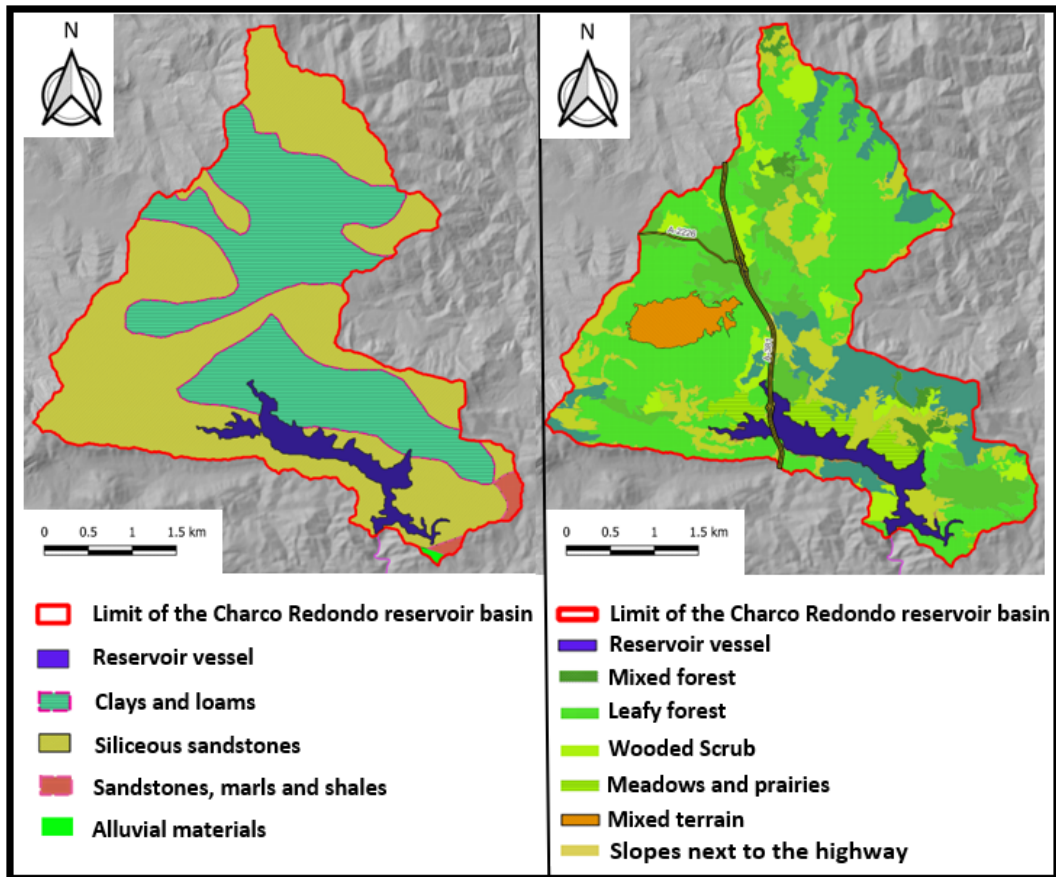 N
0 0.5 1 1.5 km
Limit of the Charco Redondo reservoir basin
Reservoir vessel
Clays and loams
Siliceous sandstones
Sandstones, marls and shales
Alluvial materials
N
A-2226
0 0.5 1 1.5 km
Limit of the Charco Redondo reservoir basin
Reservoir vessel
Mixed forest
Leafy forest
Wooded Scrub
Meadows and prairies
Mixed terrain
Slopes next to the highway